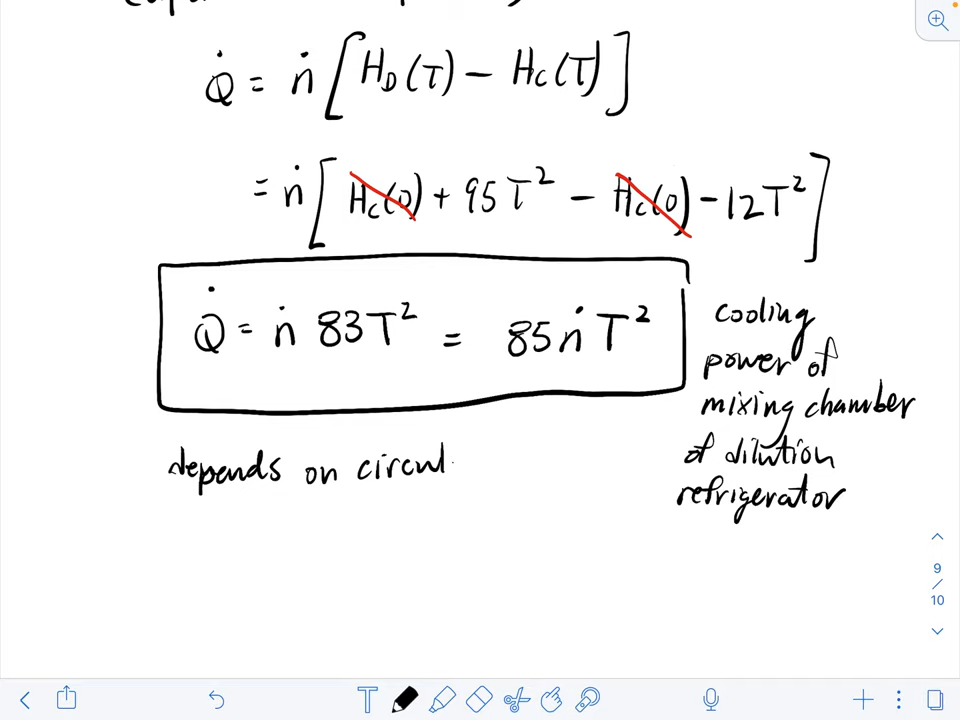 Q̇ = ṅ [H_D(T) - H_C(T)]
= ṅ [H_C(0) + 95T² - H_C(0) - 12T²]
Q̇ = ṅ 83T² = 85ṅT²
cooling
power of
mixing chamber
of dilution
refrigerator
depends on circul
9
/
10
T